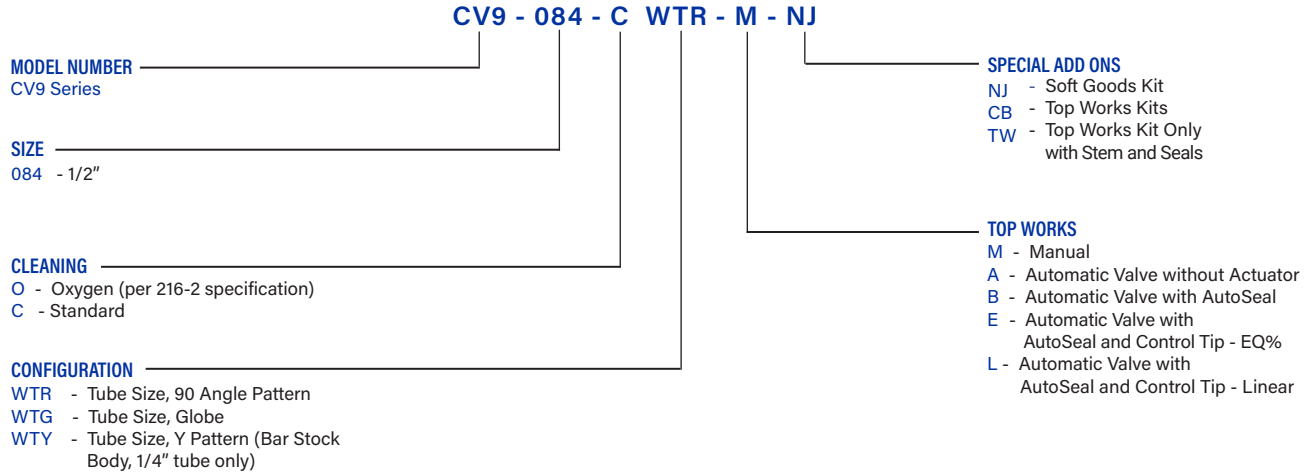 CV9 - 084 - C WTR - M - NJ
MODEL NUMBER
CV9 Series
SIZE
084 - 1/2"
CLEANING
O - Oxygen (per 216-2 specification)
C - Standard
CONFIGURATION
WTR - Tube Size, 90 Angle Pattern
WTG - Tube Size, Globe
WTY - Tube Size, Y Pattern (Bar Stock
Body, 1/4" tube only)
SPECIAL ADD ONS
NJ - Soft Goods Kit
CB - Top Works Kits
TW - Top Works Kit Only
with Stem and Seals
TOP WORKS
M - Manual
A - Automatic Valve without Actuator
B - Automatic Valve with AutoSeal
E - Automatic Valve with
AutoSeal and Control Tip - EQ%
L - Automatic Valve with
AutoSeal and Control Tip - Linear